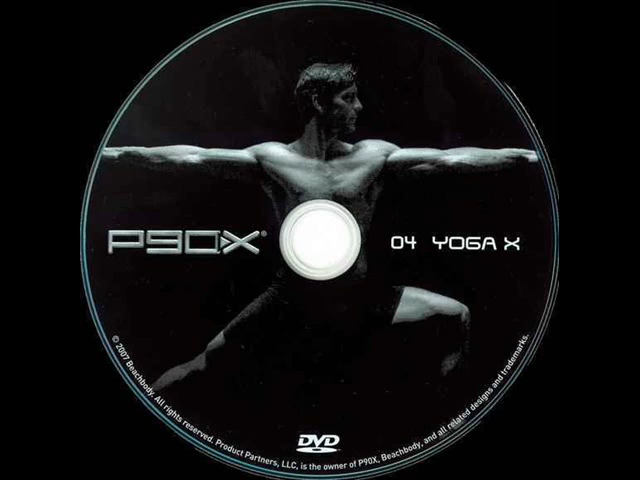 P90X®
04 YOGA X
© 2007 Beachbody. All rights reserved. Product Partners, LLC, is the owner of P90X, Beachbody, and all related designs and trademarks.
DVD